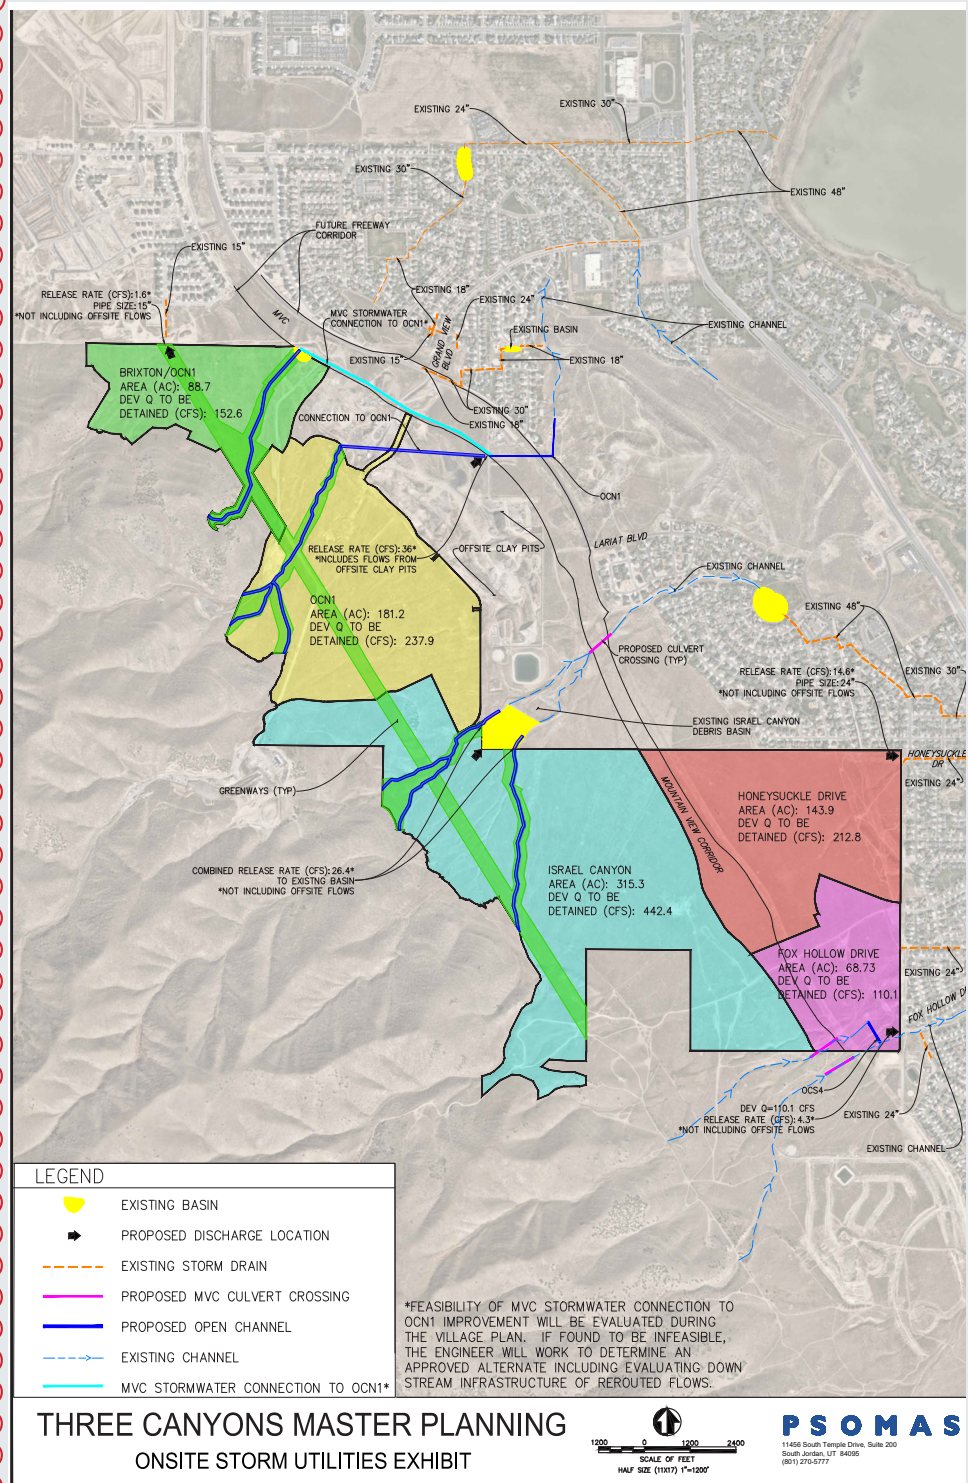 EXISTING 24"
EXISTING 30"
EXISTING 30"
EXISTING 48"
FUTURE FREEWAY
CORRIDOR
EXISTING 15"
RELEASE RATE (CFS):1.6*
PIPE SIZE:15"
*NOT INCLUDING OFFSITE FLOWS
EXISTING 18"
EXISTING 24"
MVC
MVC STORMWATER
CONNECTION TO OCN1*
GRAND VIEW
BLVD
EXISTING BASIN
EXISTING CHANNEL
EXISTING 15"
EXISTING 18"
BRIXTON/OCN1
AREA (AC): 88.7
DEV Q TO BE
DETAINED (CFS): 152.6
CONNECTION TO OCN1
EXISTING 30"
EXISTING 18"
OCN1
LARIAT BLVD
RELEASE RATE (CFS):36*
*INCLUDES FLOWS FROM
OFFSITE CLAY PITS
OFFSITE CLAY PITS
EXISTING CHANNEL
OCN1
AREA (AC): 181.2
DEV Q TO BE
DETAINED (CFS): 237.9
EXISTING 48"
PROPOSED CULVERT
CROSSING (TYP)
RELEASE RATE (CFS):14.6*
PIPE SIZE:24"
*NOT INCLUDING OFFSITE FLOWS
EXISTING 30"
EXISTING ISRAEL CANYON
DEBRIS BASIN
HONEYSUCKLE
DR
EXISTING 24"
GREENWAYS (TYP)
MOUNTAIN VIEW CORRIDOR
HONEYSUCKLE DRIVE
AREA (AC): 143.9
DEV Q TO BE
DETAINED (CFS): 212.8
COMBINED RELEASE RATE (CFS):26.4*
TO EXISTNG BASIN
*NOT INCLUDING OFFSITE FLOWS
ISRAEL CANYON
AREA (AC): 315.3
DEV Q TO BE
DETAINED (CFS): 442.4
FOX HOLLOW DRIVE
AREA (AC): 68.73
DEV Q TO BE
DETAINED (CFS): 110.1
EXISTING 24"
FOX HOLLOW
OCS4
DEV Q=110.1 CFS
RELEASE RATE (CFS):4.3*
*NOT INCLUDING OFFSITE FLOWS
EXISTING 24"
EXISTING CHANNEL
LEGEND
EXISTING BASIN
PROPOSED DISCHARGE LOCATION
EXISTING STORM DRAIN
PROPOSED MVC CULVERT CROSSING
PROPOSED OPEN CHANNEL
EXISTING CHANNEL
MVC STORMWATER CONNECTION TO OCN1*
*FEASIBILITY OF MVC STORMWATER CONNECTION TO
OCN1 IMPROVEMENT WILL BE EVALUATED DURING
THE VILLAGE PLAN. IF FOUND TO BE INFEASIBLE,
THE ENGINEER WILL WORK TO DETERMINE AN
APPROVED ALTERNATE INCLUDING EVALUATING DOWN
STREAM INFRASTRUCTURE OF REROUTED FLOWS.
THREE CANYONS MASTER PLANNING
ONSITE STORM UTILITIES EXHIBIT
1200 0 1200 2400
SCALE OF FEET
HALF SIZE (11X17) 1"=1200'
PSOMAS
11456 South Temple Drive, Suite 200
South Jordan, UT 84095
(801) 270-5777